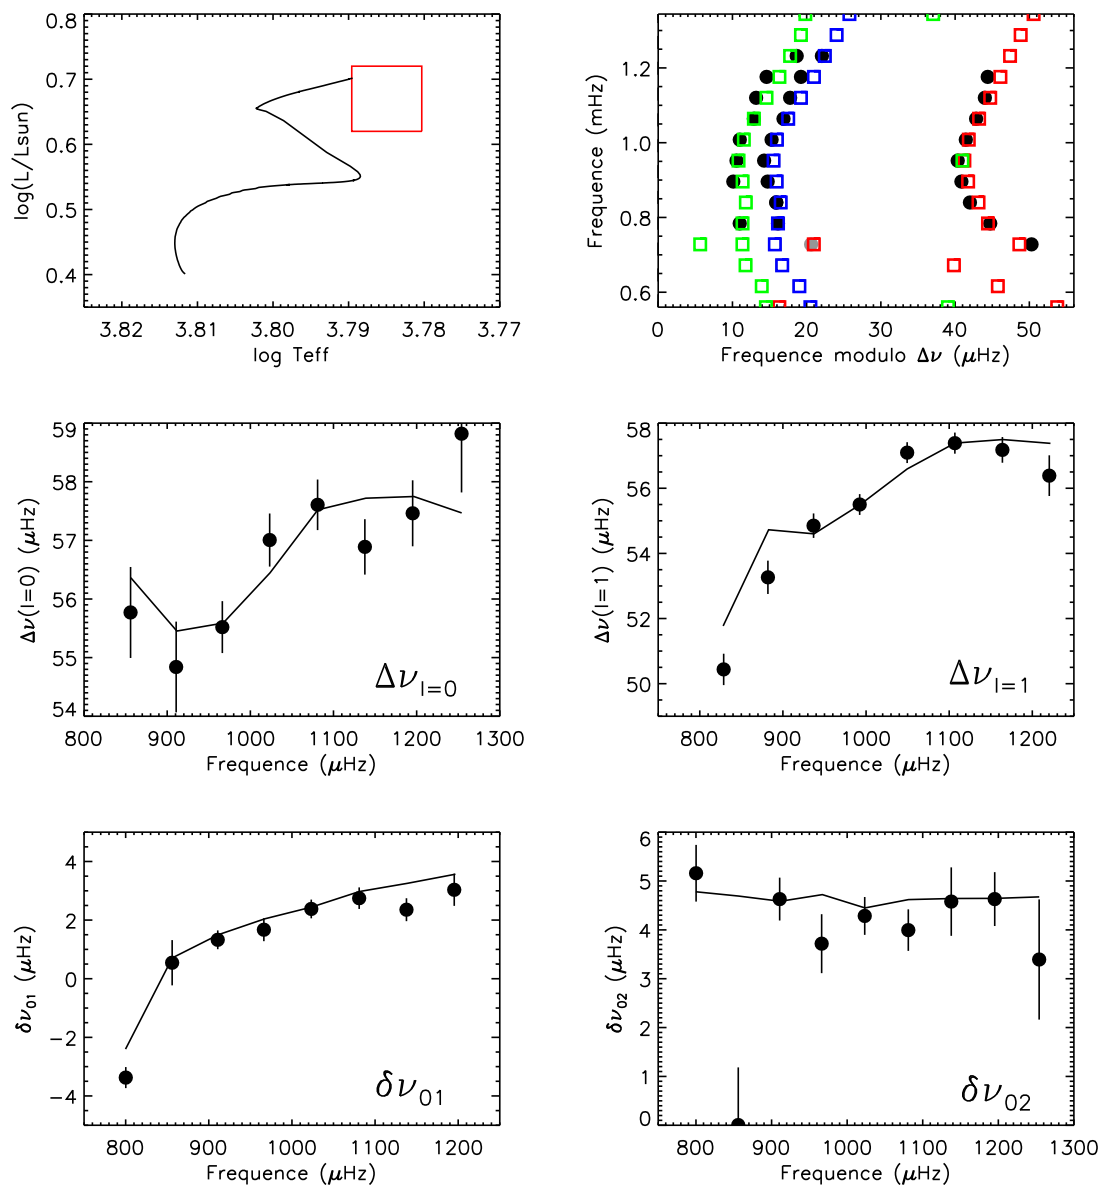 0.8
0.7
0.6
0.5
0.4
log(L/Lsun)
3.82 3.81 3.80 3.79 3.78 3.77
log Teff
1.2
1.0
0.8
0.6
Frequence (mHz)
0 10 20 30 40 50
Frequence modulo Δν (μHz)
59
58
57
56
55
54
Δν(l=0) (μHz)
Δν l=0
800 900 1000 1100 1200 1300
Frequence (μHz)
58
56
54
52
50
Δν(l=1) (μHz)
Δν l=1
800 900 1000 1100 1200
Frequence (μHz)
4
2
0
−2
−4
δν01 (μHz)
δν01
800 900 1000 1100 1200
Frequence (μHz)
6
5
4
3
2
1
0
δν02 (μHz)
δν02
800 900 1000 1100 1200 1300
Frequence (μHz)